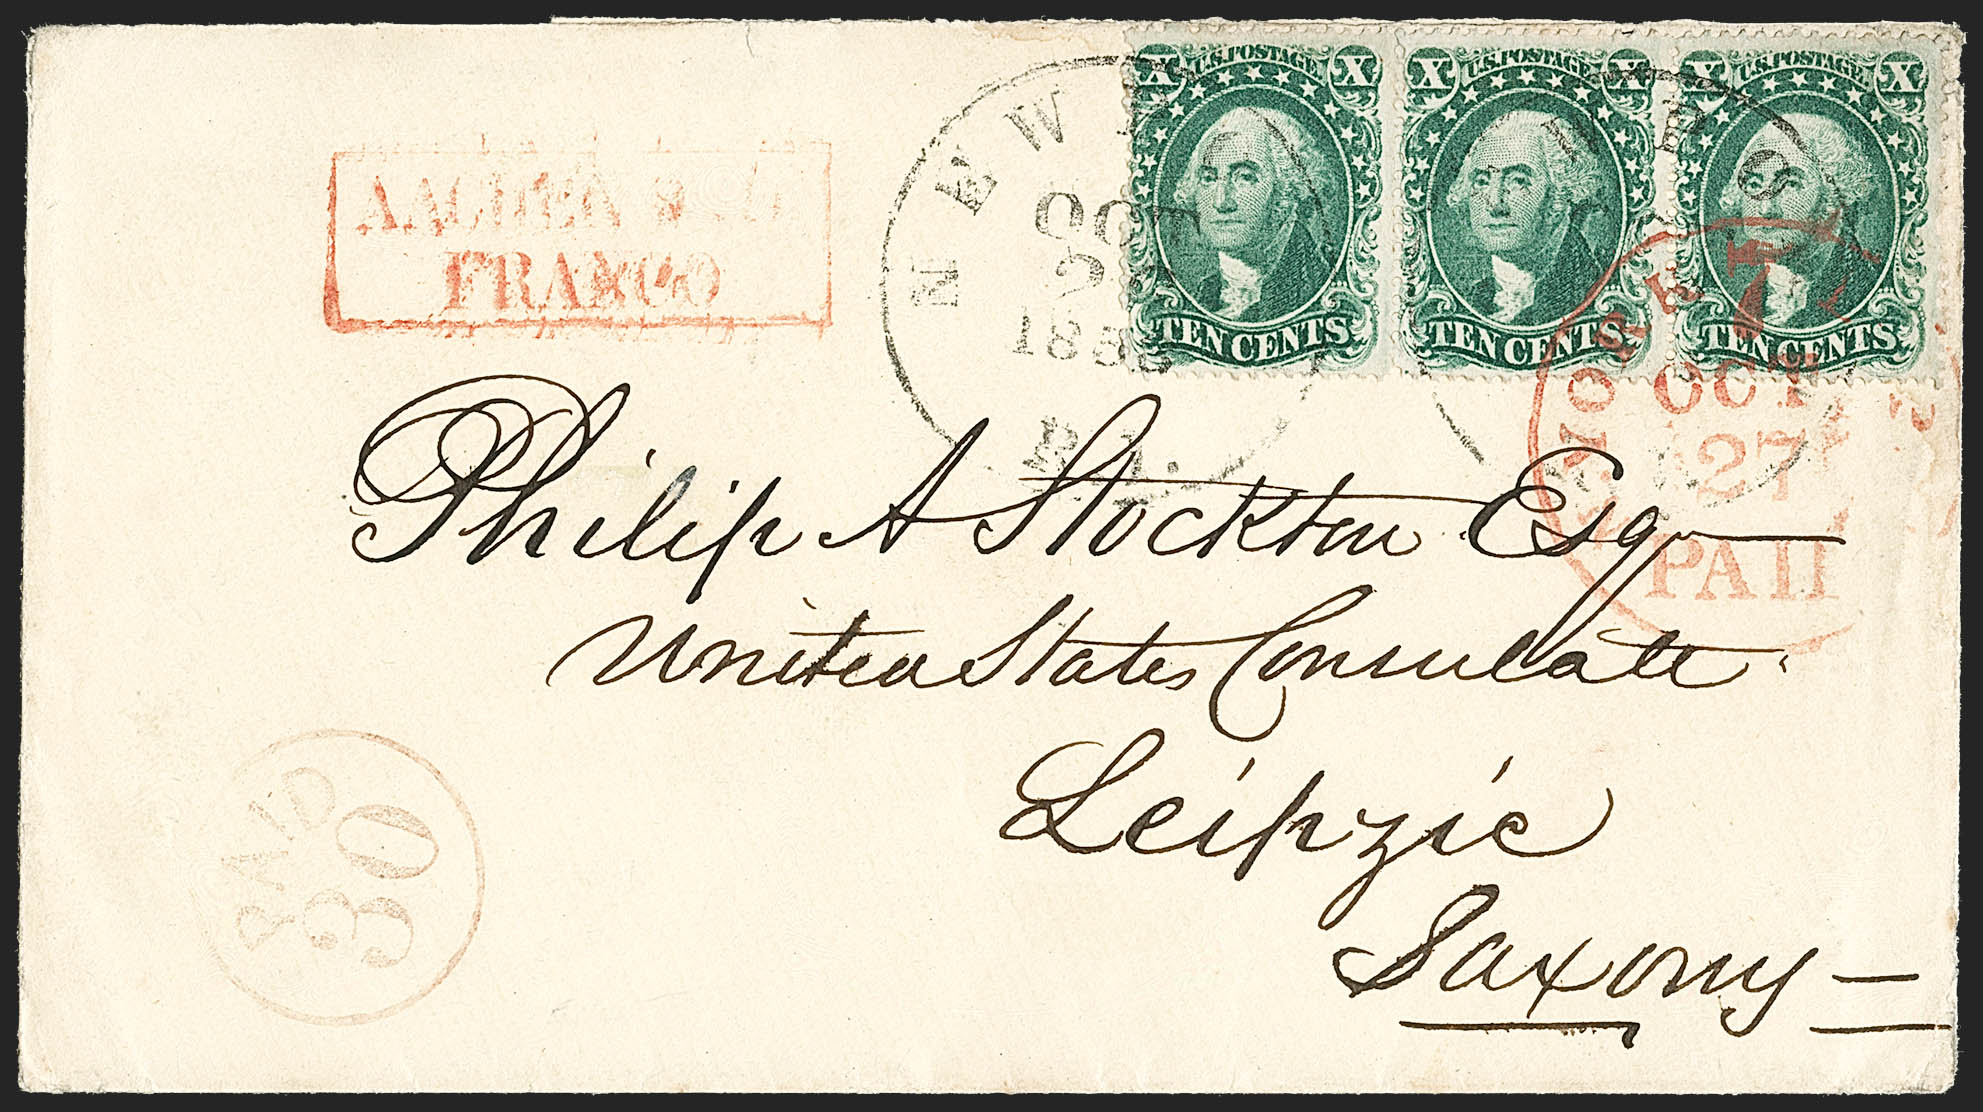 X U.S. POSTAGE. X
TEN CENTS
X U.S. POSTAGE. X
TEN CENTS
X U.S. POSTAGE. X
TEN CENTS
NEW
OCT
R.I.
AACHEN
FRANCO
7
OCT
27
PAID
Philip A Stockton Esq
United States Consulate
Leipzic
Saxony
PAID
30